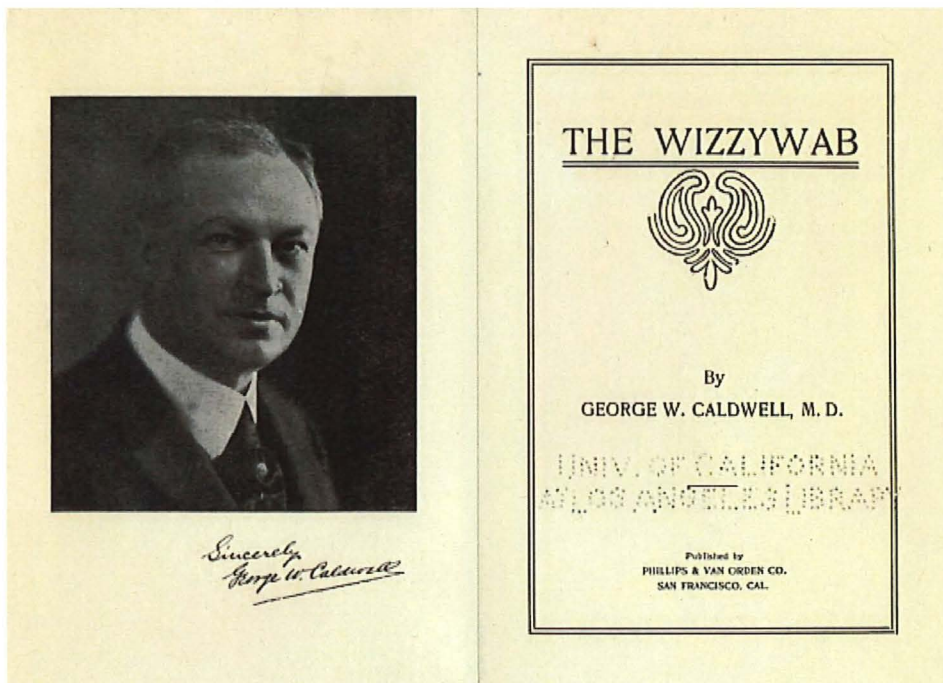 Sincerely,
George W. Caldwell
THE WIZZYWAB
By
GEORGE W. CALDWELL, M. D.
UNIV. OF CALIFORNIA
AT LOS ANGELES LIBRARY
Published by
PHILLIPS & VAN ORDEN CO.
SAN FRANCISCO, CAL.